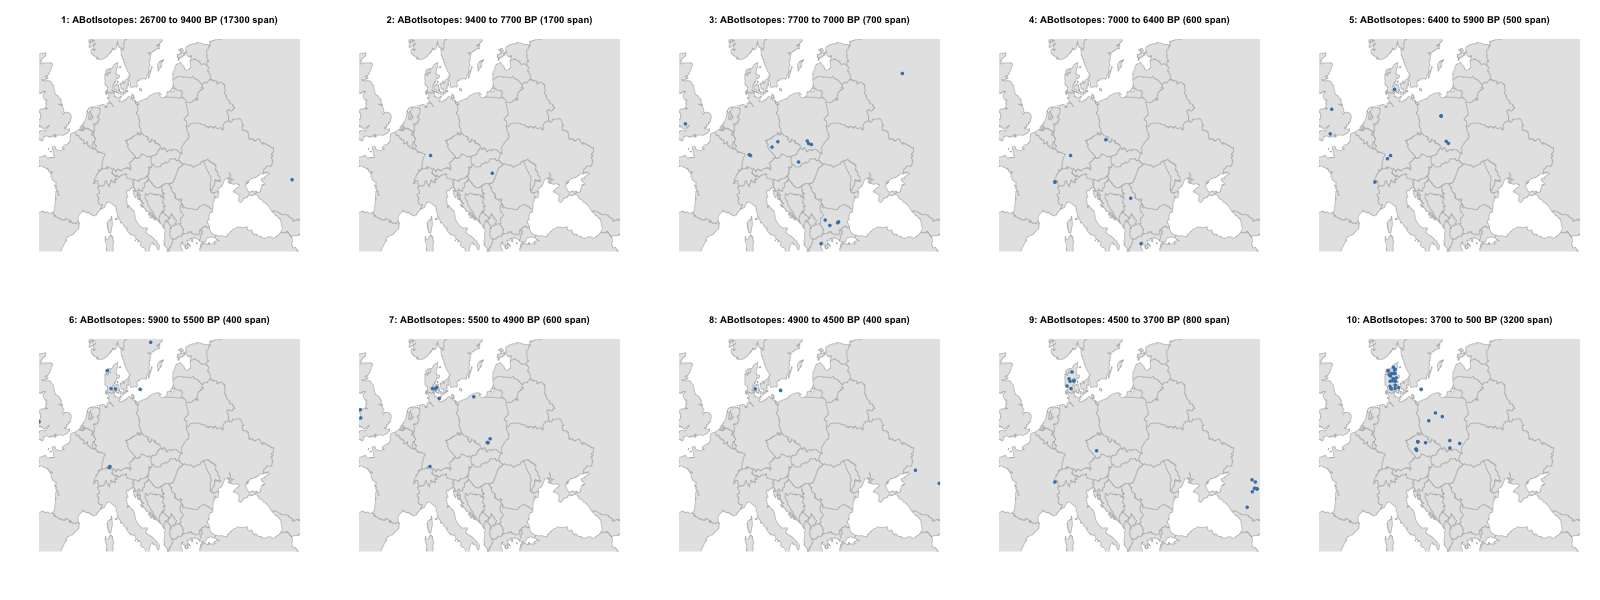 1: ABotIsotopes: 26700 to 9400 BP (17300 span)
2: ABotIsotopes: 9400 to 7700 BP (1700 span)
3: ABotIsotopes: 7700 to 7000 BP (700 span)
4: ABotIsotopes: 7000 to 6400 BP (600 span)
5: ABotIsotopes: 6400 to 5900 BP (500 span)
6: ABotIsotopes: 5900 to 5500 BP (400 span)
7: ABotIsotopes: 5500 to 4900 BP (600 span)
8: ABotIsotopes: 4900 to 4500 BP (400 span)
9: ABotIsotopes: 4500 to 3700 BP (800 span)
10: ABotIsotopes: 3700 to 500 BP (3200 span)